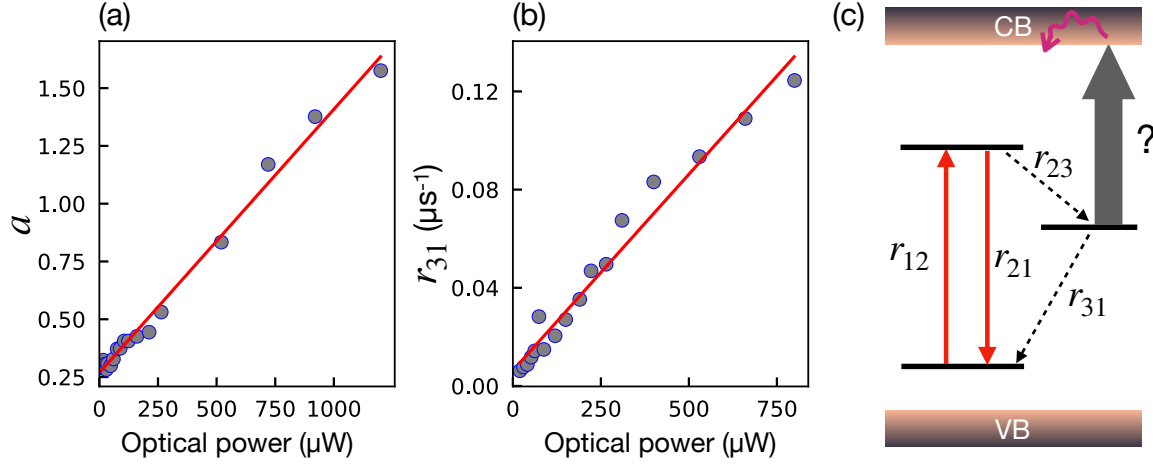 (a)
a
1.50
1.25
1.00
0.75
0.50
0.25
0
250
500
750
1000
Optical power (μW)
(b)
r31 (μs-1)
0.12
0.08
0.04
0.00
0
250
500
750
Optical power (μW)
(c)
CB
?
r23
r12
r21
r31
VB